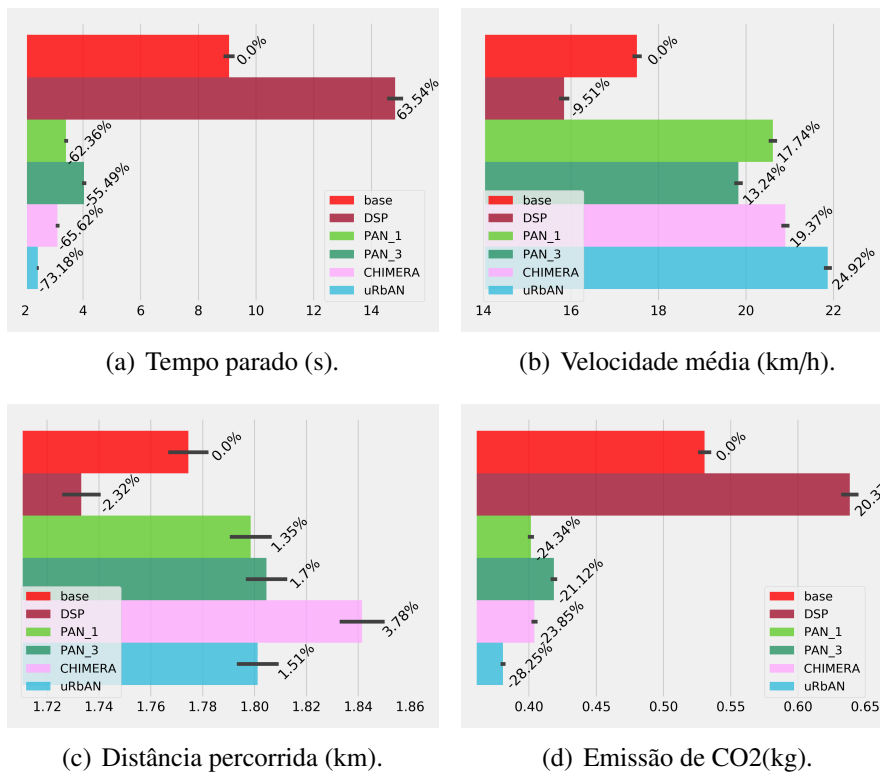 0.0%
63.54%
-62.36%
-55.49%
-65.62%
-73.18%
base
DSP
PAN_1
PAN_3
CHIMERA
uRbAN
2 4 6 8 10 12 14
(a) Tempo parado (s).
0.0%
-9.51%
17.74%
13.24%
19.37%
24.92%
base
DSP
PAN_1
PAN_3
CHIMERA
uRbAN
14 16 18 20 22
(b) Velocidade média (km/h).
0.0%
-2.32%
1.35%
1.7%
3.78%
1.51%
base
DSP
PAN_1
PAN_3
CHIMERA
uRbAN
1.72 1.74 1.76 1.78 1.80 1.82 1.84 1.86
(c) Distância percorrida (km).
0.0%
-24.34%
-21.12%
-23.85%
-28.25%
base
DSP
PAN_1
PAN_3
CHIMERA
uRbAN
0.40 0.45 0.50 0.55 0.60 0.65
(d) Emissão de CO2(kg).